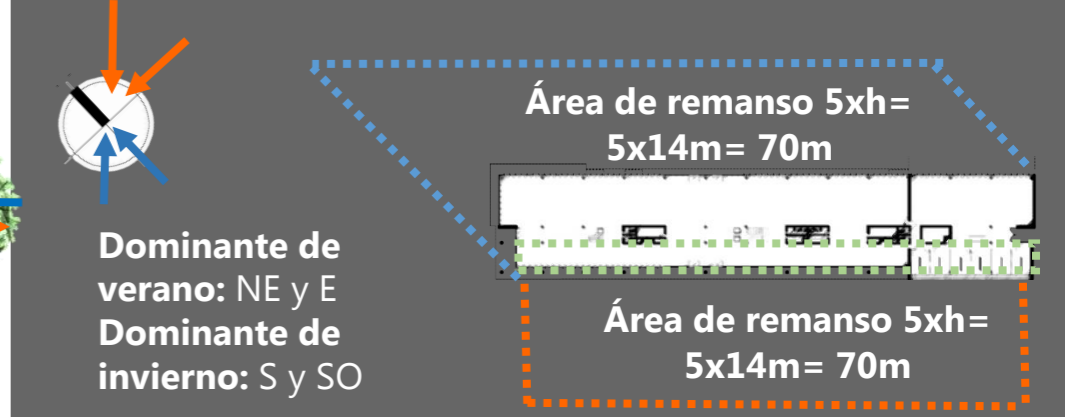 Área de remanso 5xh=
5x14m= 70m
Dominante de
verano: NE y E
Dominante de
invierno: S y SO
Área de remanso 5xh=
5x14m= 70m